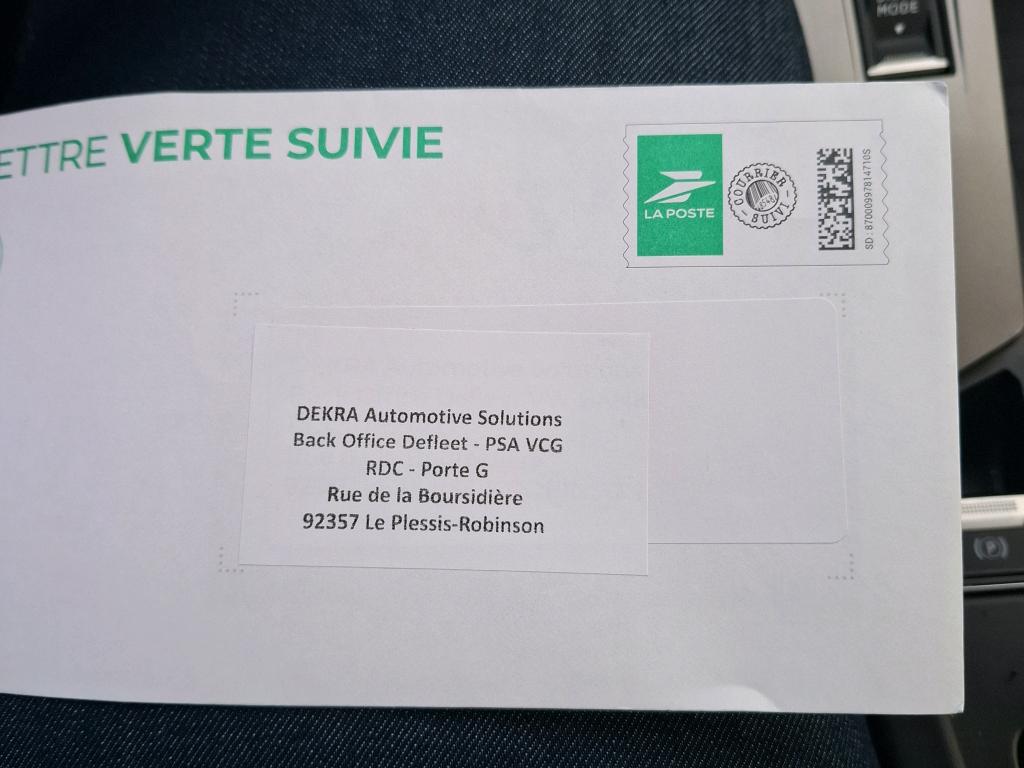 MODE
ETTRE VERTE SUIVIE
LA POSTE
COURRIER
SUIVI
SD : 87000997814710S
DEKRA Automotive Solutions
Back Office Defleet - PSA VCG
RDC - Porte G
Rue de la Boursidière
92357 Le Plessis-Robinson
P